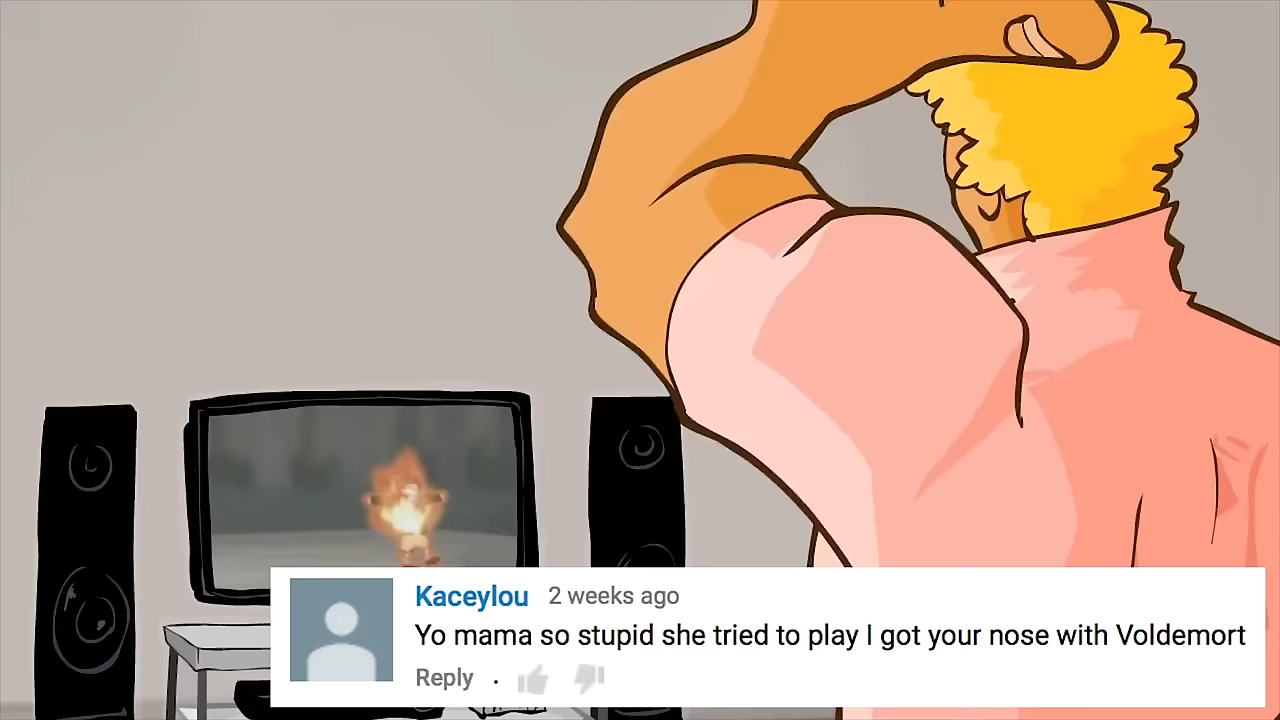 Kaceylou 2 weeks ago
Yo mama so stupid she tried to play I got your nose with Voldemort
Reply .